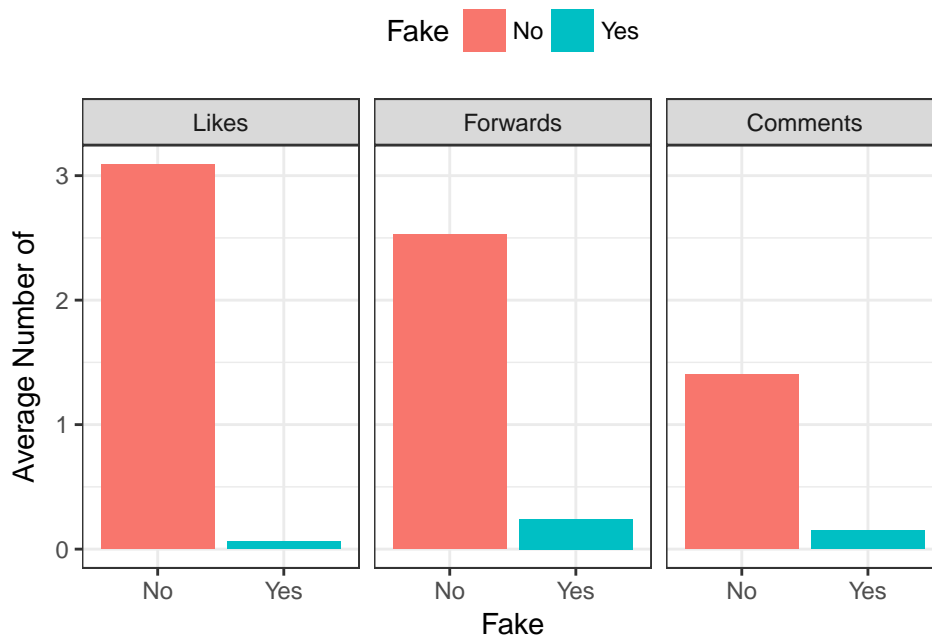 Fake No Yes
Likes Forwards Comments
Average Number of
3
2
1
0
No Yes No Yes No Yes
Fake